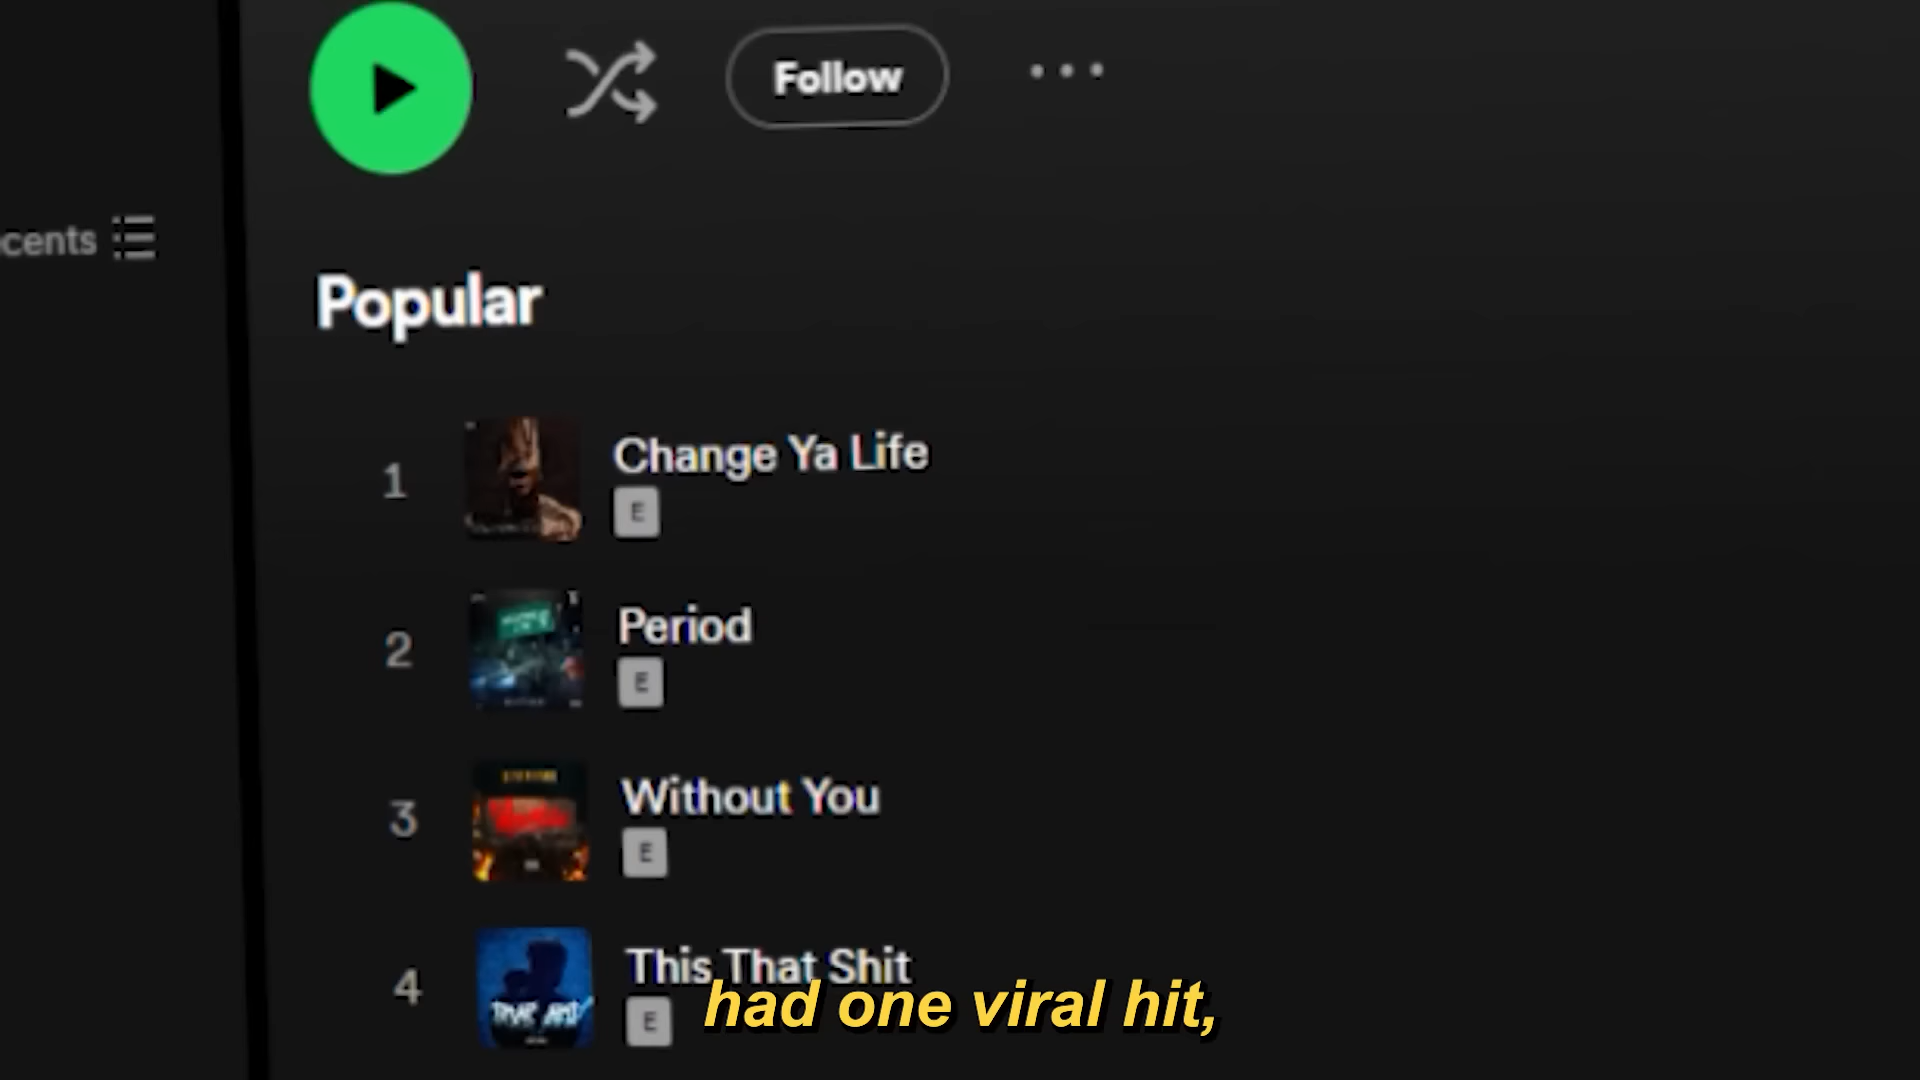 Follow
cents
Popular
1
Change Ya Life
E
2
Period
E
3
Without You
E
4
This That Shit
E
had one viral hit,